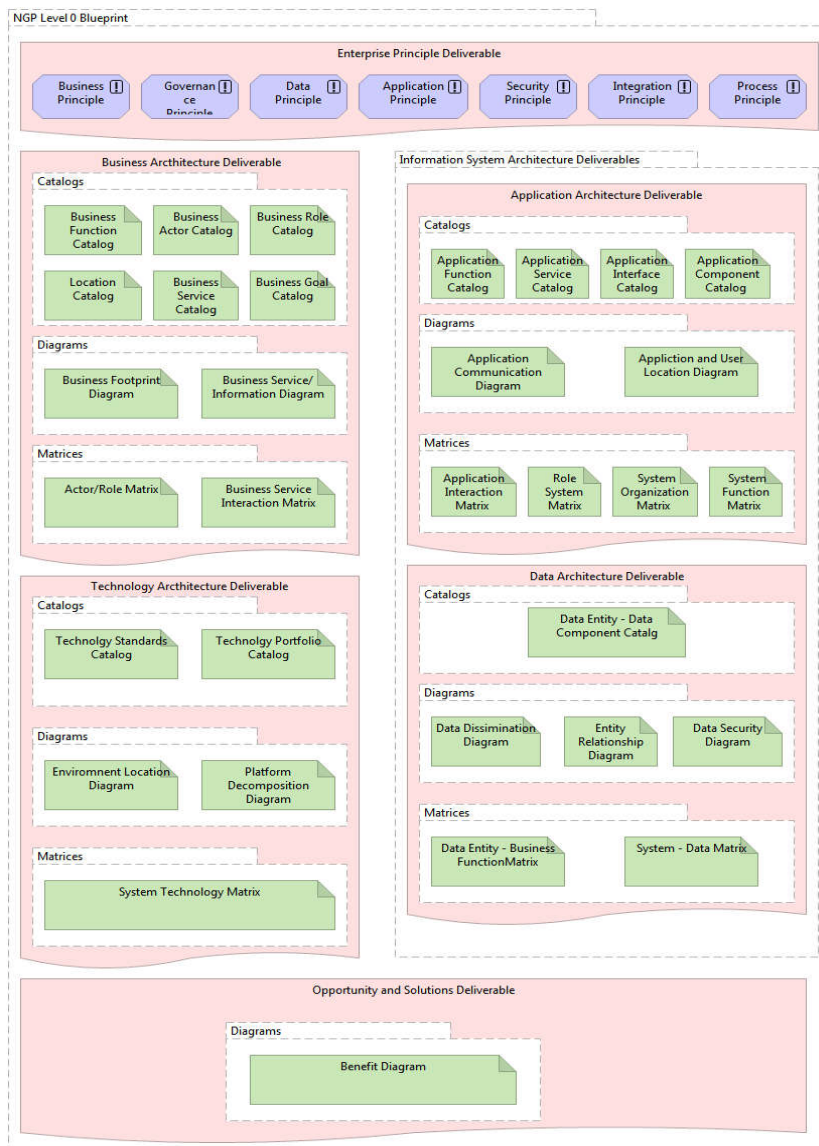 NGP Level 0 Blueprint
Enterprise Principle Deliverable
Business
Principle
Governan
ce
Principle
Data
Principle
Application
Principle
Security
Principle
Integration
Principle
Process
Principle
Business Arcthitecture Deliverable
Catalogs
Business
Function
Catalog
Business
Actor Catalog
Business Role
Catalog
Location
Catalog
Business
Service
Catalog
Business Goal
Catalog
Diagrams
Business Footprint
Diagram
Business Service/
Information Diagram
Matrices
Actor/Role Matrix
Business Service
Interaction Matrix
Information System Architecture Deliverables
Application Architecture Deliverable
Catalogs
Application
Function
Catalog
Application
Service
Catalog
Application
Interface
Catalog
Application
Component
Catalog
Diagrams
Application
Communication
Diagram
Appliction and User
Location Diagram
Matrices
Application
Interaction
Matrix
Role
System
Matrix
System
Organization
Matrix
System
Function
Matrix
Technology Arcthitecture Deliverable
Catalogs
Technolgy Standards
Catalog
Technolgy Portfolio
Catalog
Diagrams
Enviromnent Location
Diagram
Platform
Decomposition
Diagram
Matrices
System Technology Matrix
Data Architecture Deliverable
Catalogs
Data Entity - Data
Component Catalg
Diagrams
Data Dissimination
Diagram
Entity
Relationship
Diagram
Data Security
Diagram
Matrices
Data Entity - Business
FunctionMatrix
System - Data Matrix
Opportunity and Solutions Deliverable
Diagrams
Benefit Diagram